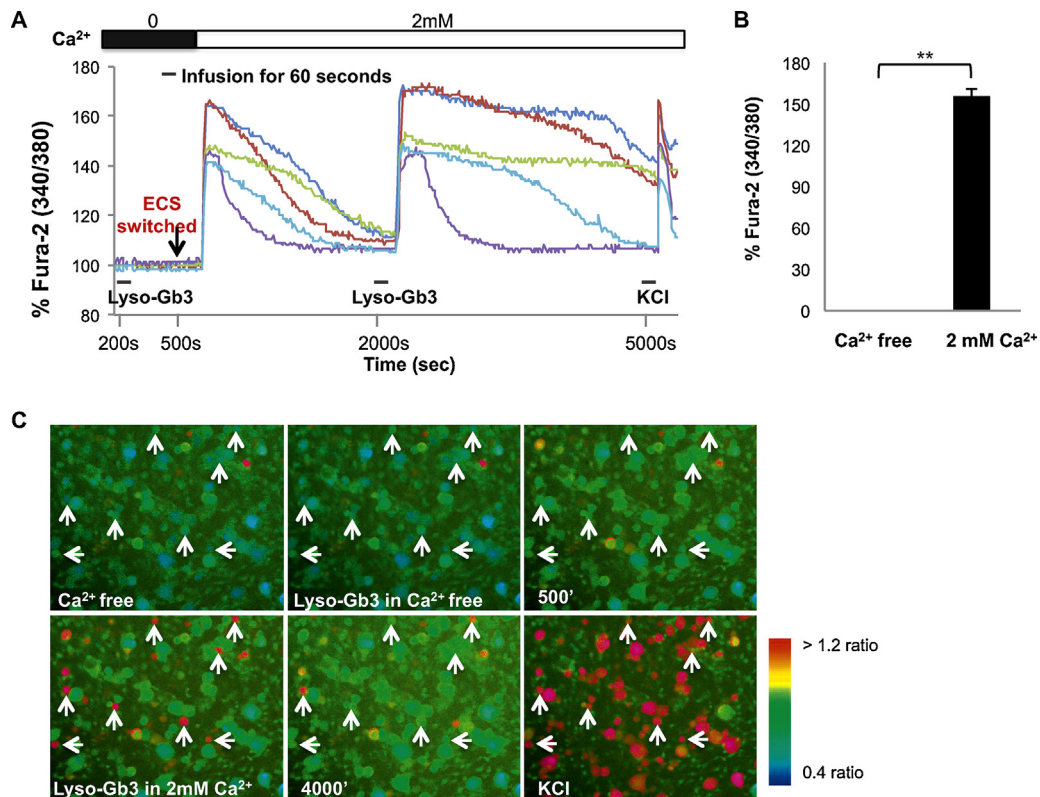 A
0
2mM
Ca²⁺
180
160
140
120
100
80
% Fura-2 (340/380)
Infusion for 60 seconds
ECS
switched
Lyso-Gb3
Lyso-Gb3
KCl
200s
500s
2000s
5000s
Time (sec)
B
**
180
150
120
90
60
30
0
% Fura-2 (340/380)
Ca²⁺ free
2 mM Ca²⁺
C
Ca²⁺ free
Lyso-Gb3 in Ca²⁺ free
500'
Lyso-Gb3 in 2mM Ca²⁺
4000'
KCl
> 1.2 ratio
0.4 ratio